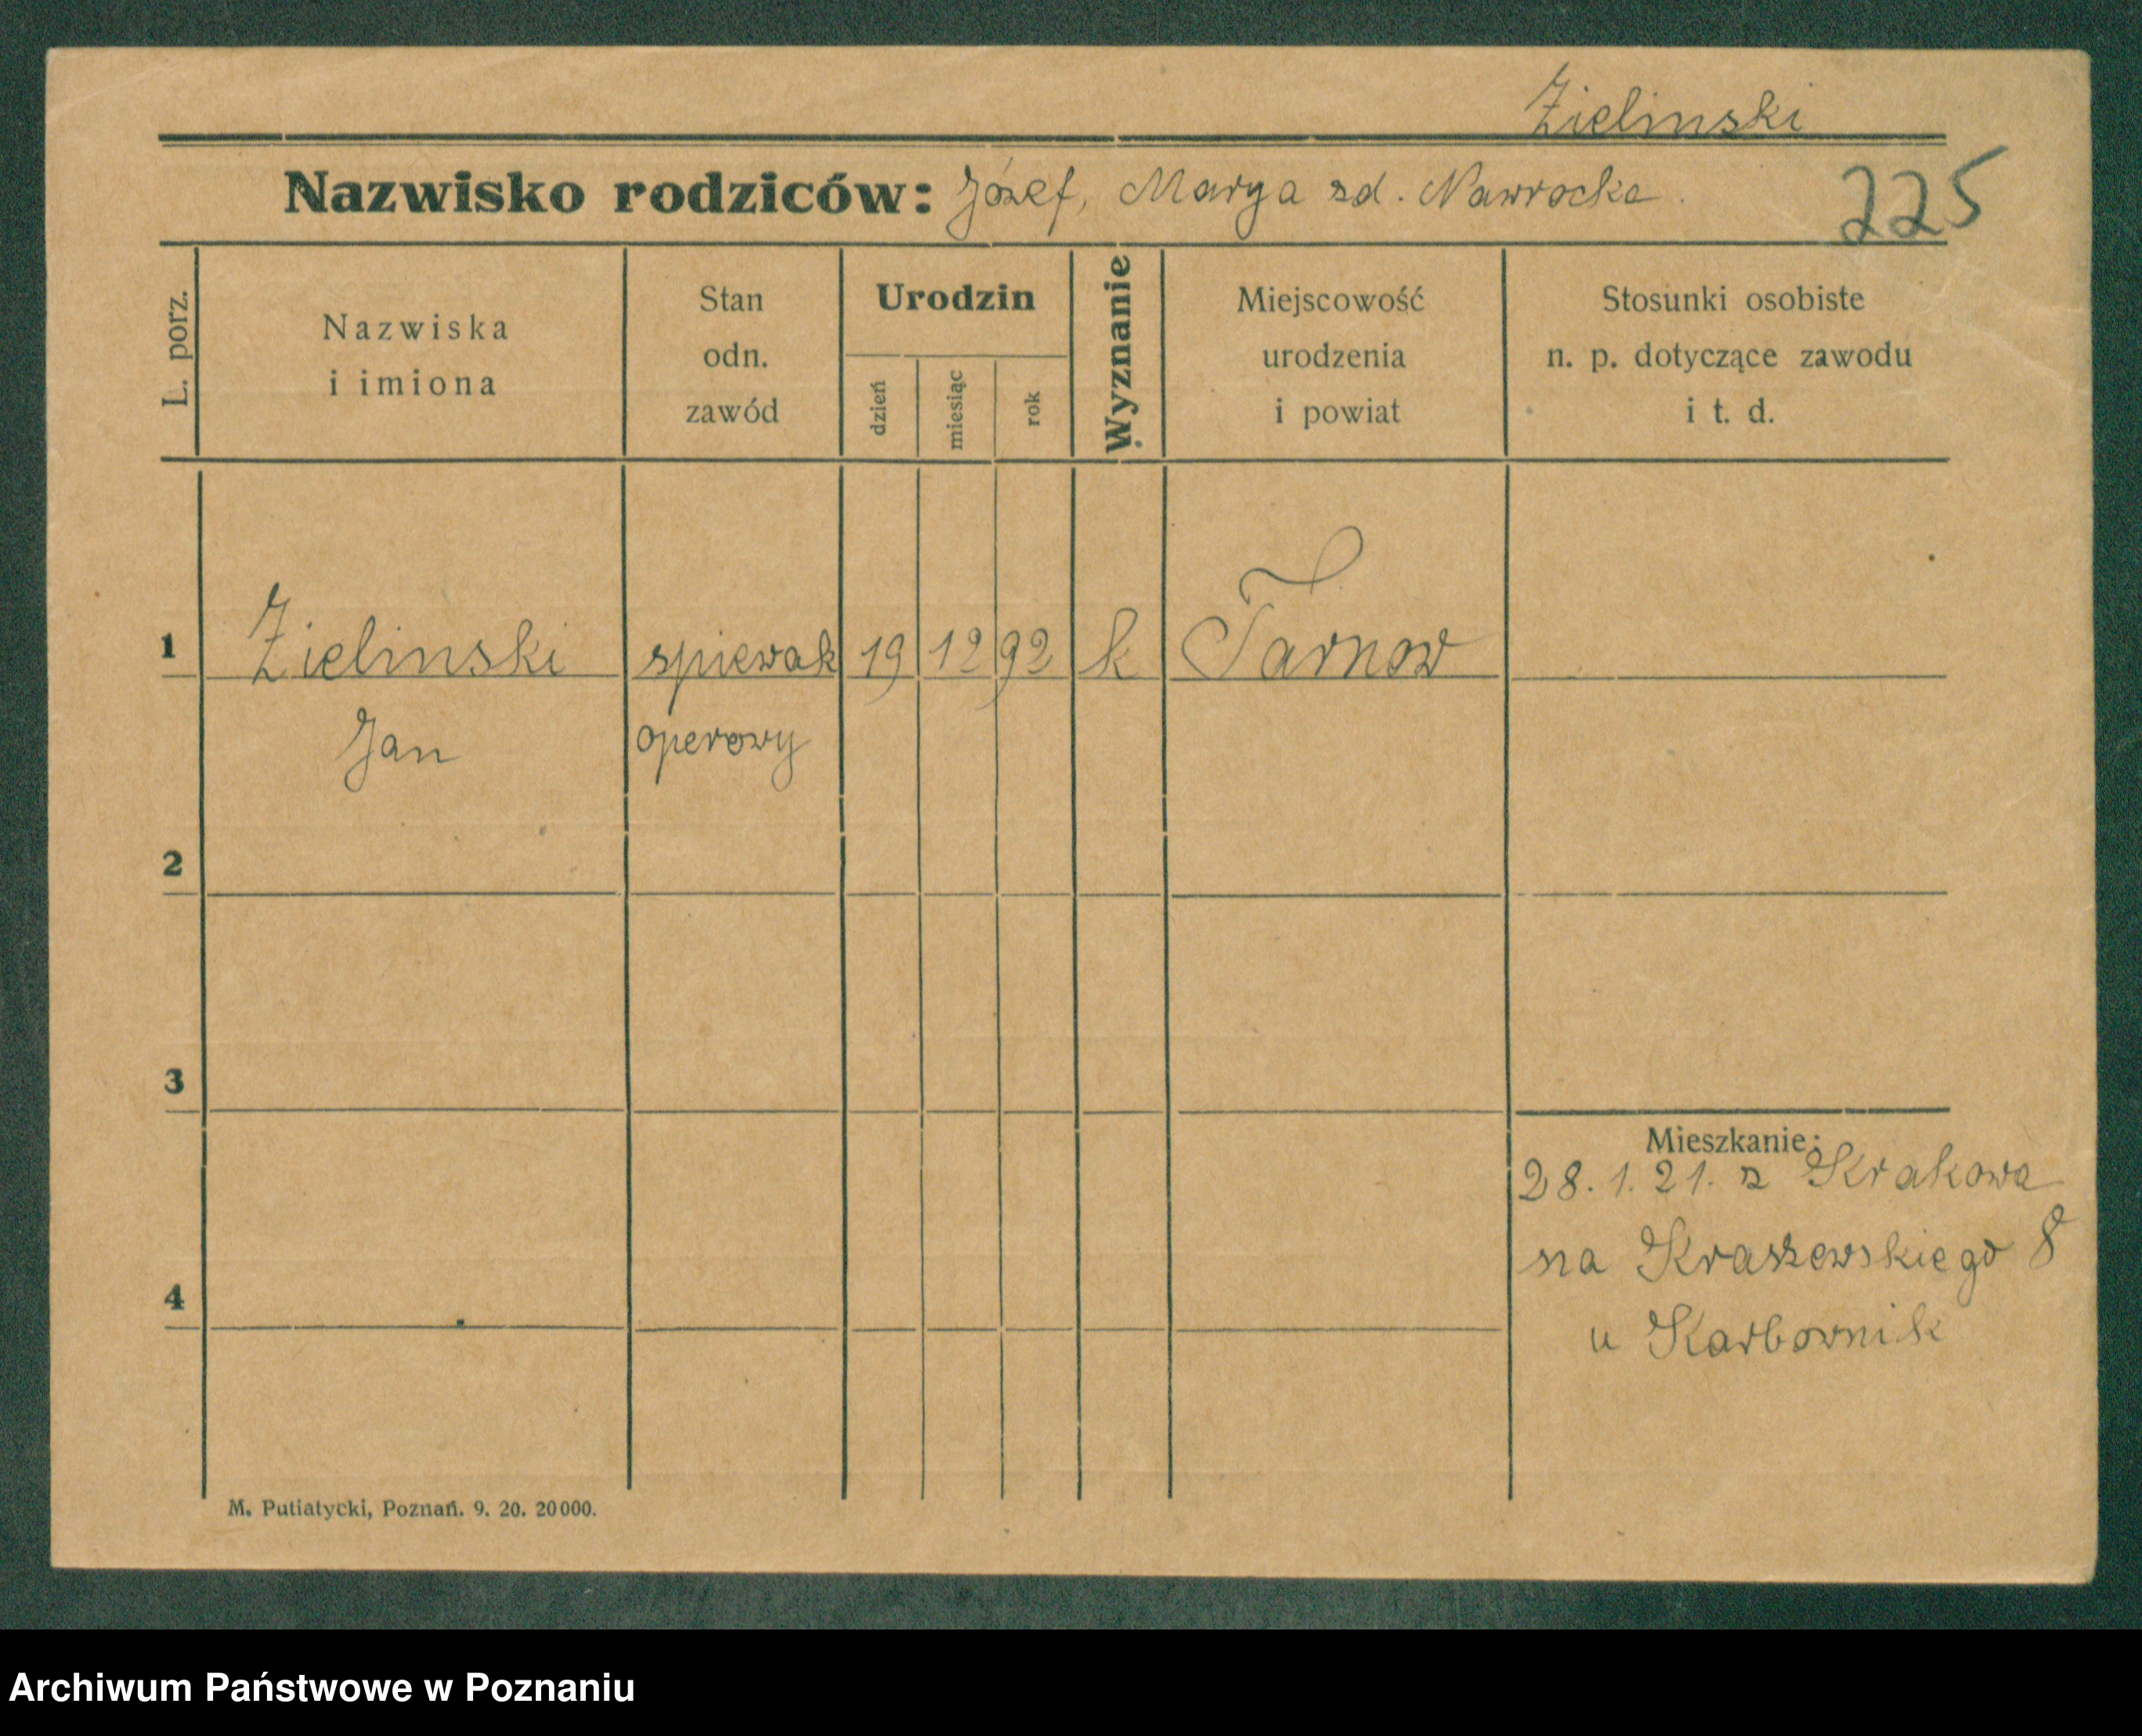 Zielinski
Nazwisko rodziców: Józef, Marya zd. Nawrocka.
225
L. porz.
Nazwiska
i imiona
Stan
odn.
zawód
Urodzin
dzień
miesiąc
rok
Wyznanie
Miejscowość
urodzenia
i powiat
Stosunki osobiste
n. p. dotyczące zawodu
i t. d.
1 Zielinski spiewak 19 12 92 k Tarnow
Jan operowy
2
3
Mieszkanie:
28. 1. 21. z Krakowa
na Kraszewskiego 8
4
u Karbownik
M. Putiatycki, Poznań. 9. 20. 20000.
Archiwum Państwowe w Poznaniu